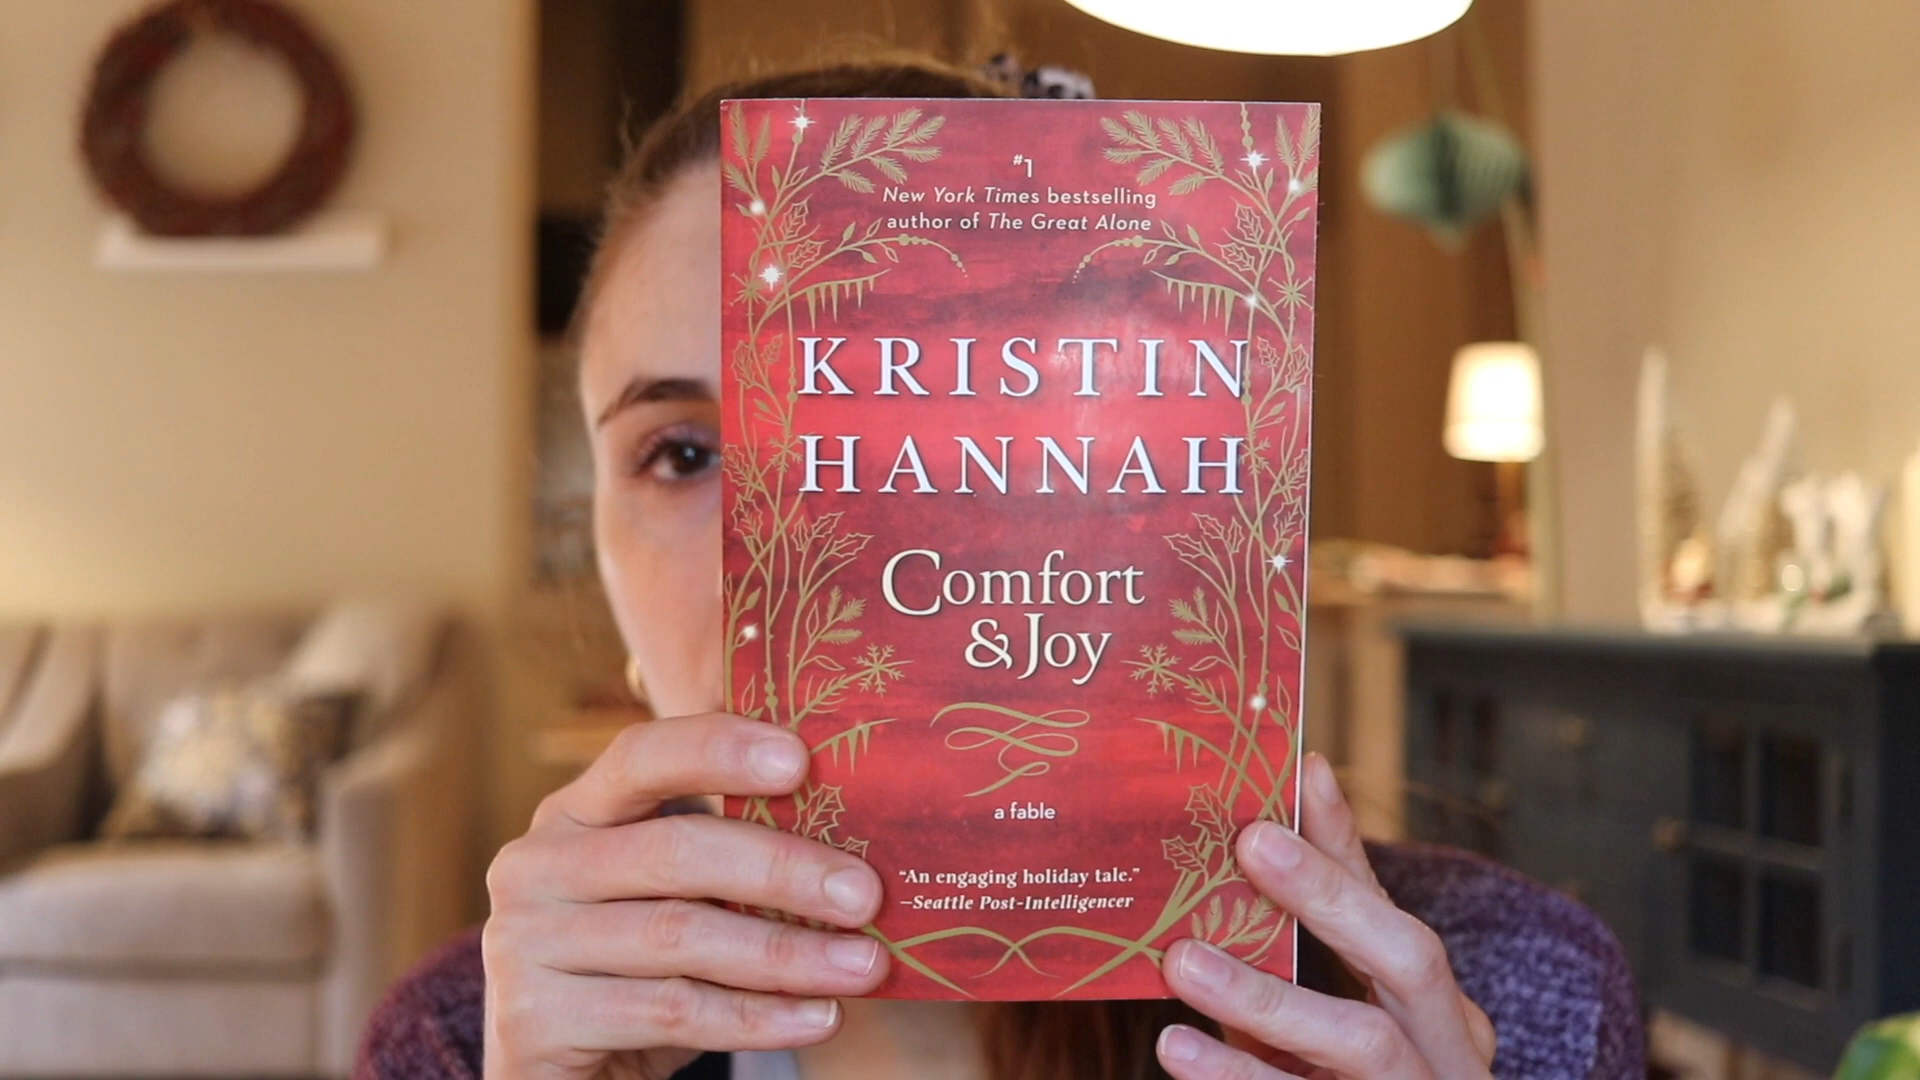 #1
New York Times bestselling
author of The Great Alone
KRISTIN
HANNAH
Comfort
& Joy
a fable
“An engaging holiday tale.”
—Seattle Post-Intelligencer